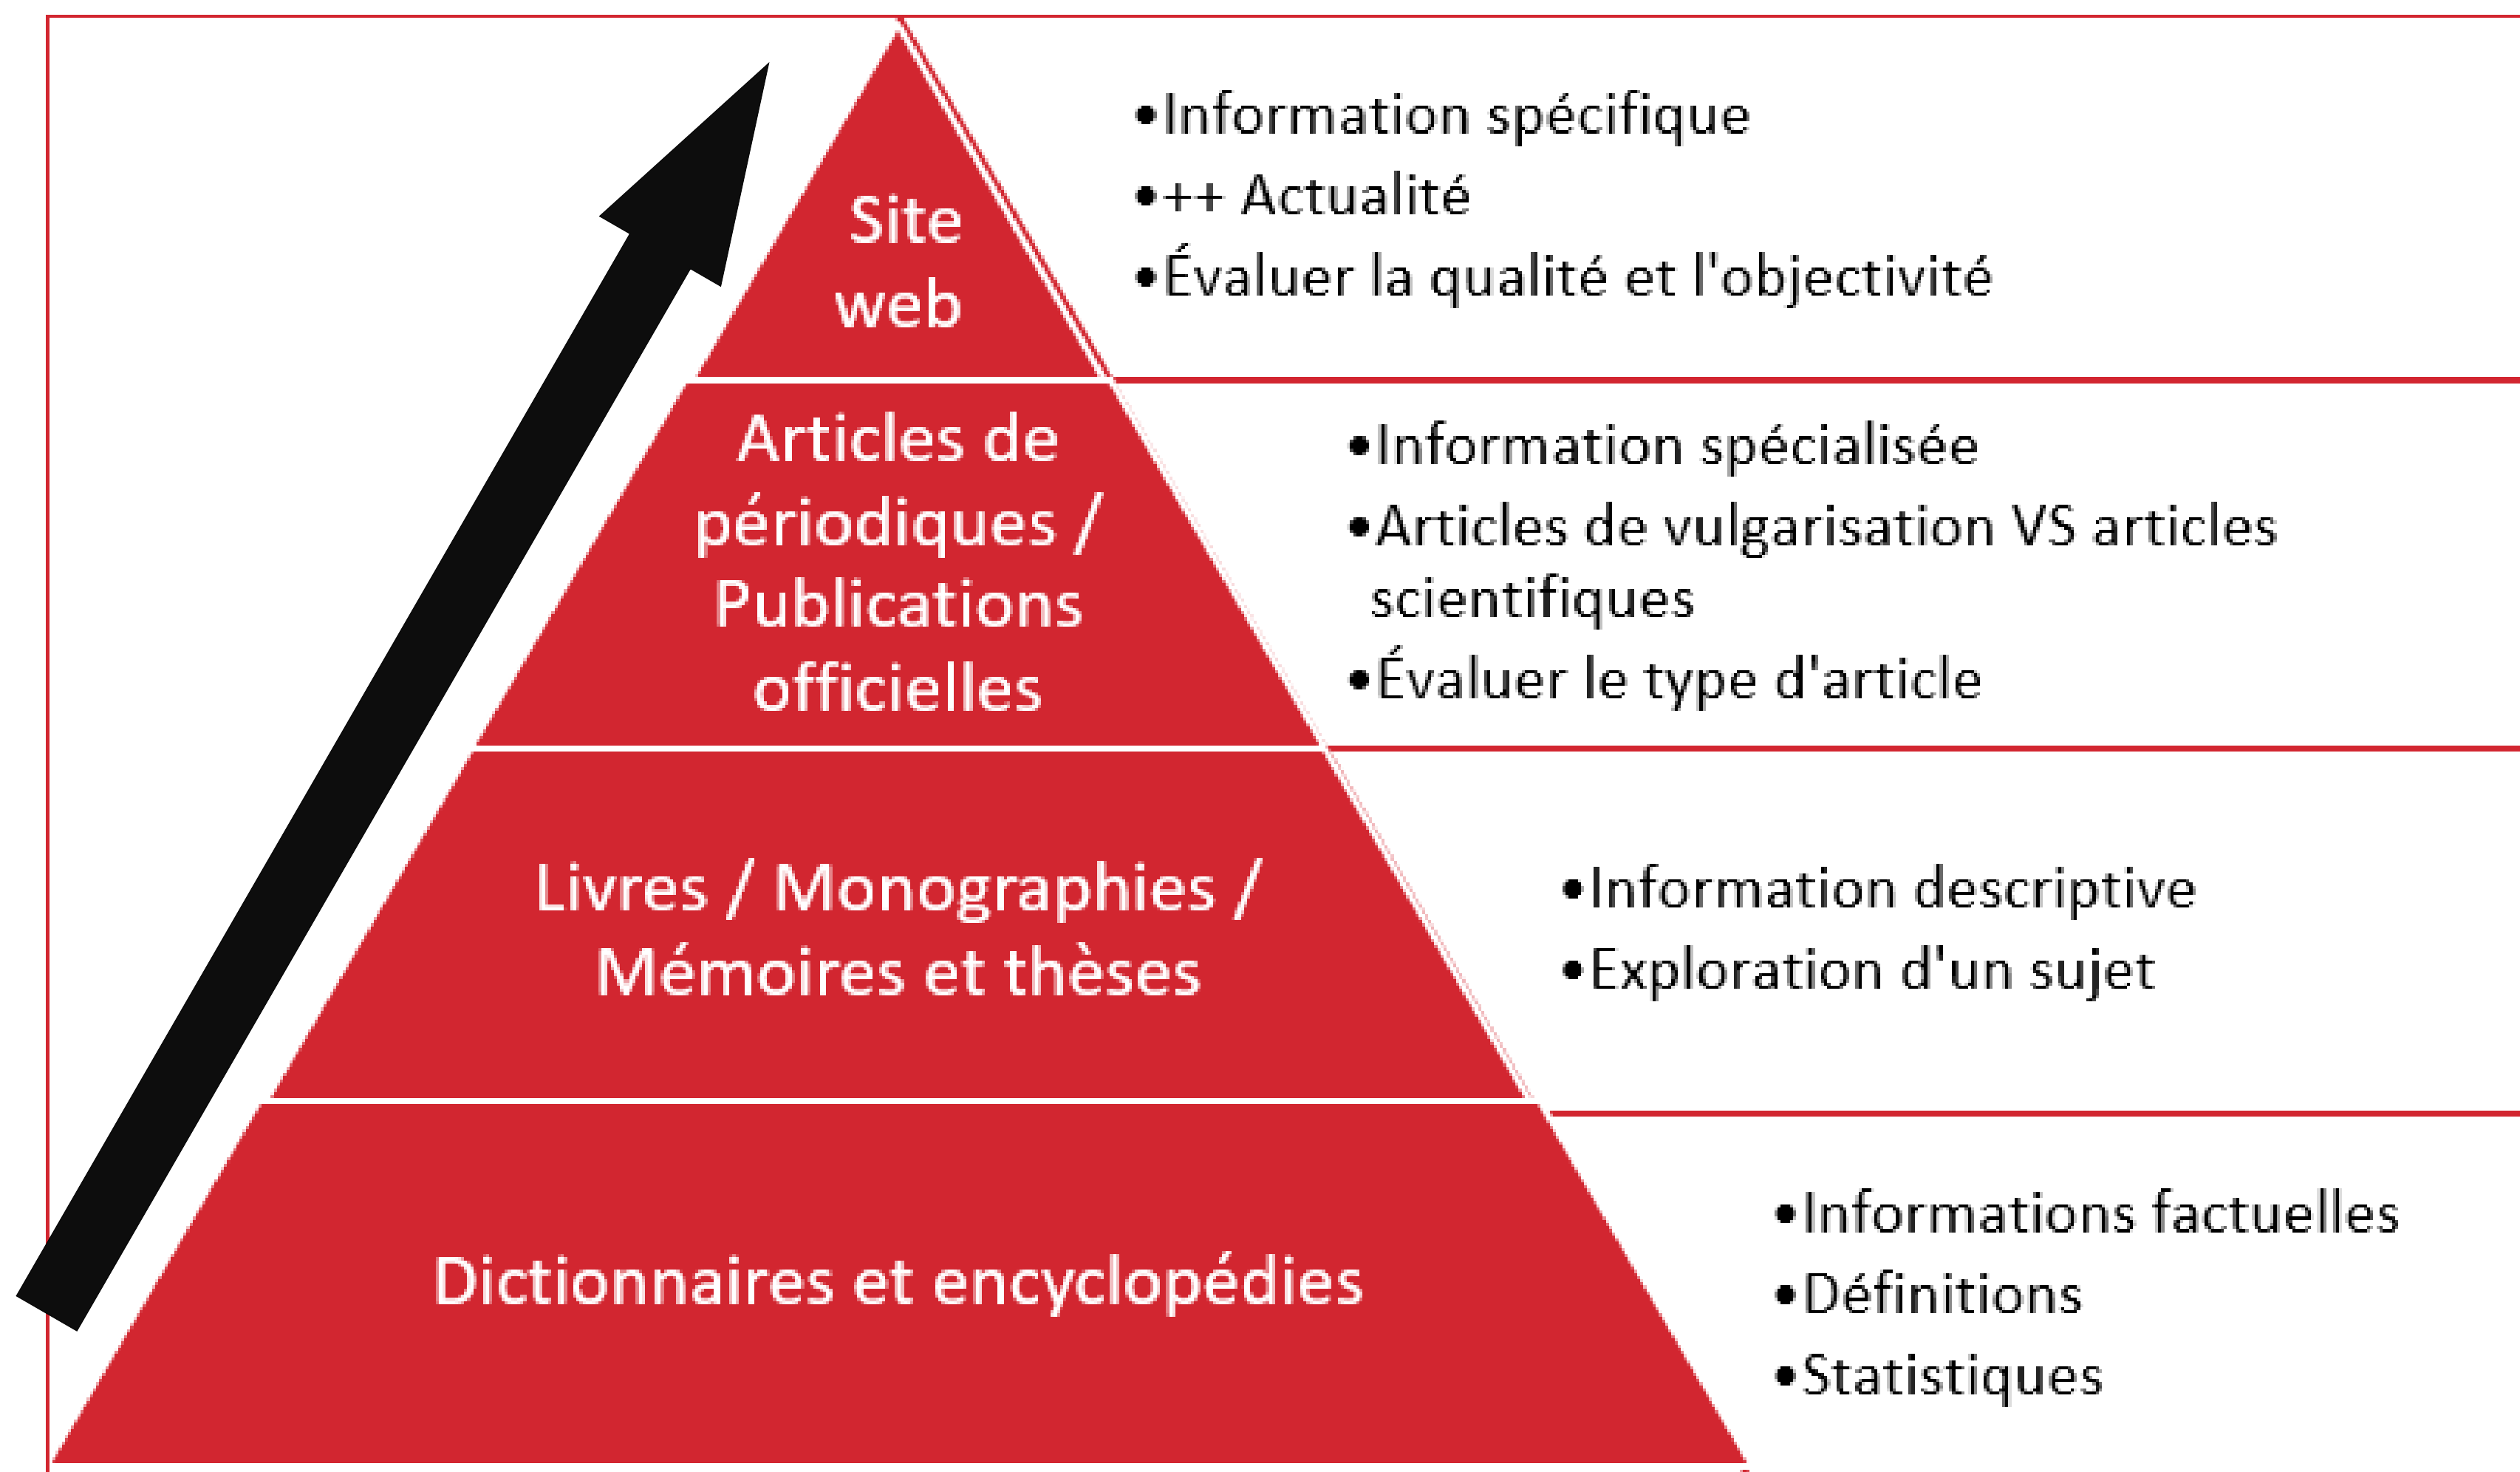 Site
web
•Information spécifique
•++ Actualité
•Évaluer la qualité et l'objectivité
Articles de
périodiques /
Publications
officielles
•Information spécialisée
•Articles de vulgarisation VS articles
scientifiques
•Évaluer le type d'article
Livres / Monographies /
Mémoires et thèses
•Information descriptive
•Exploration d'un sujet
Dictionnaires et encyclopédies
•Informations factuelles
•Définitions
•Statistiques